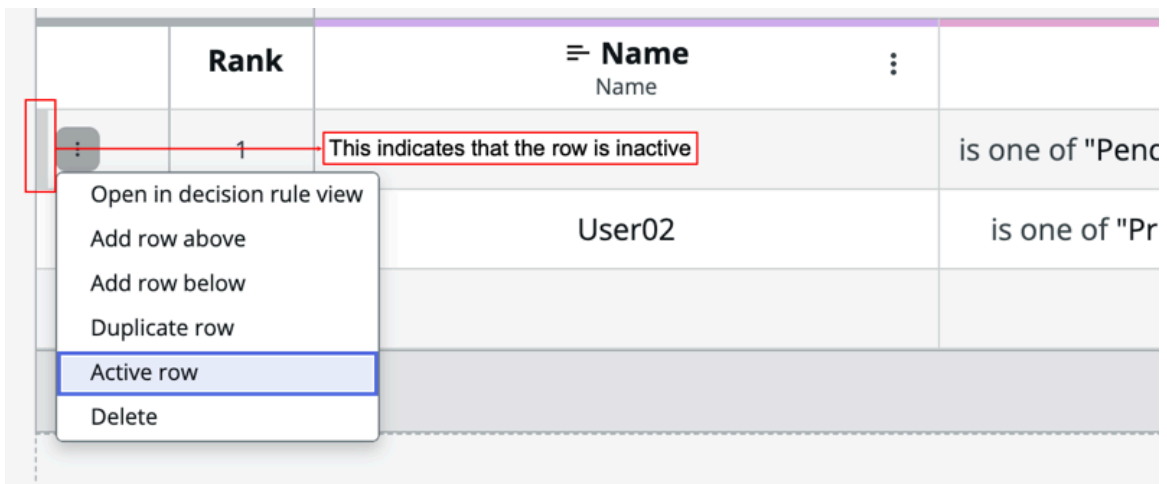 Rank
Name
Name
1
This indicates that the row is inactive
is one of "Pend
Open in decision rule view
Add row above
User02
is one of "Pr
Add row below
Duplicate row
Active row
Delete